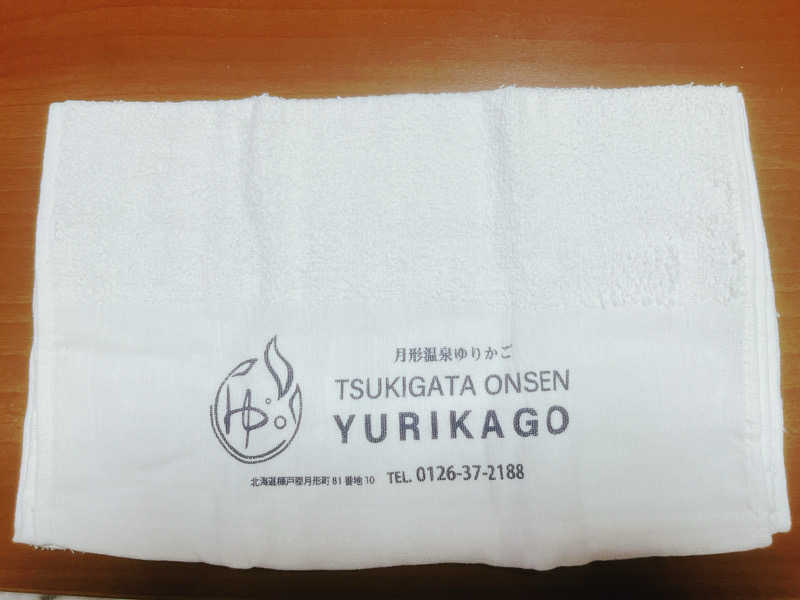 月形温泉ゆりかご
TSUKIGATA ONSEN
YURIKAGO
ゆ
北海道樺戸郡月形町81番地10 TEL. 0126-37-2188